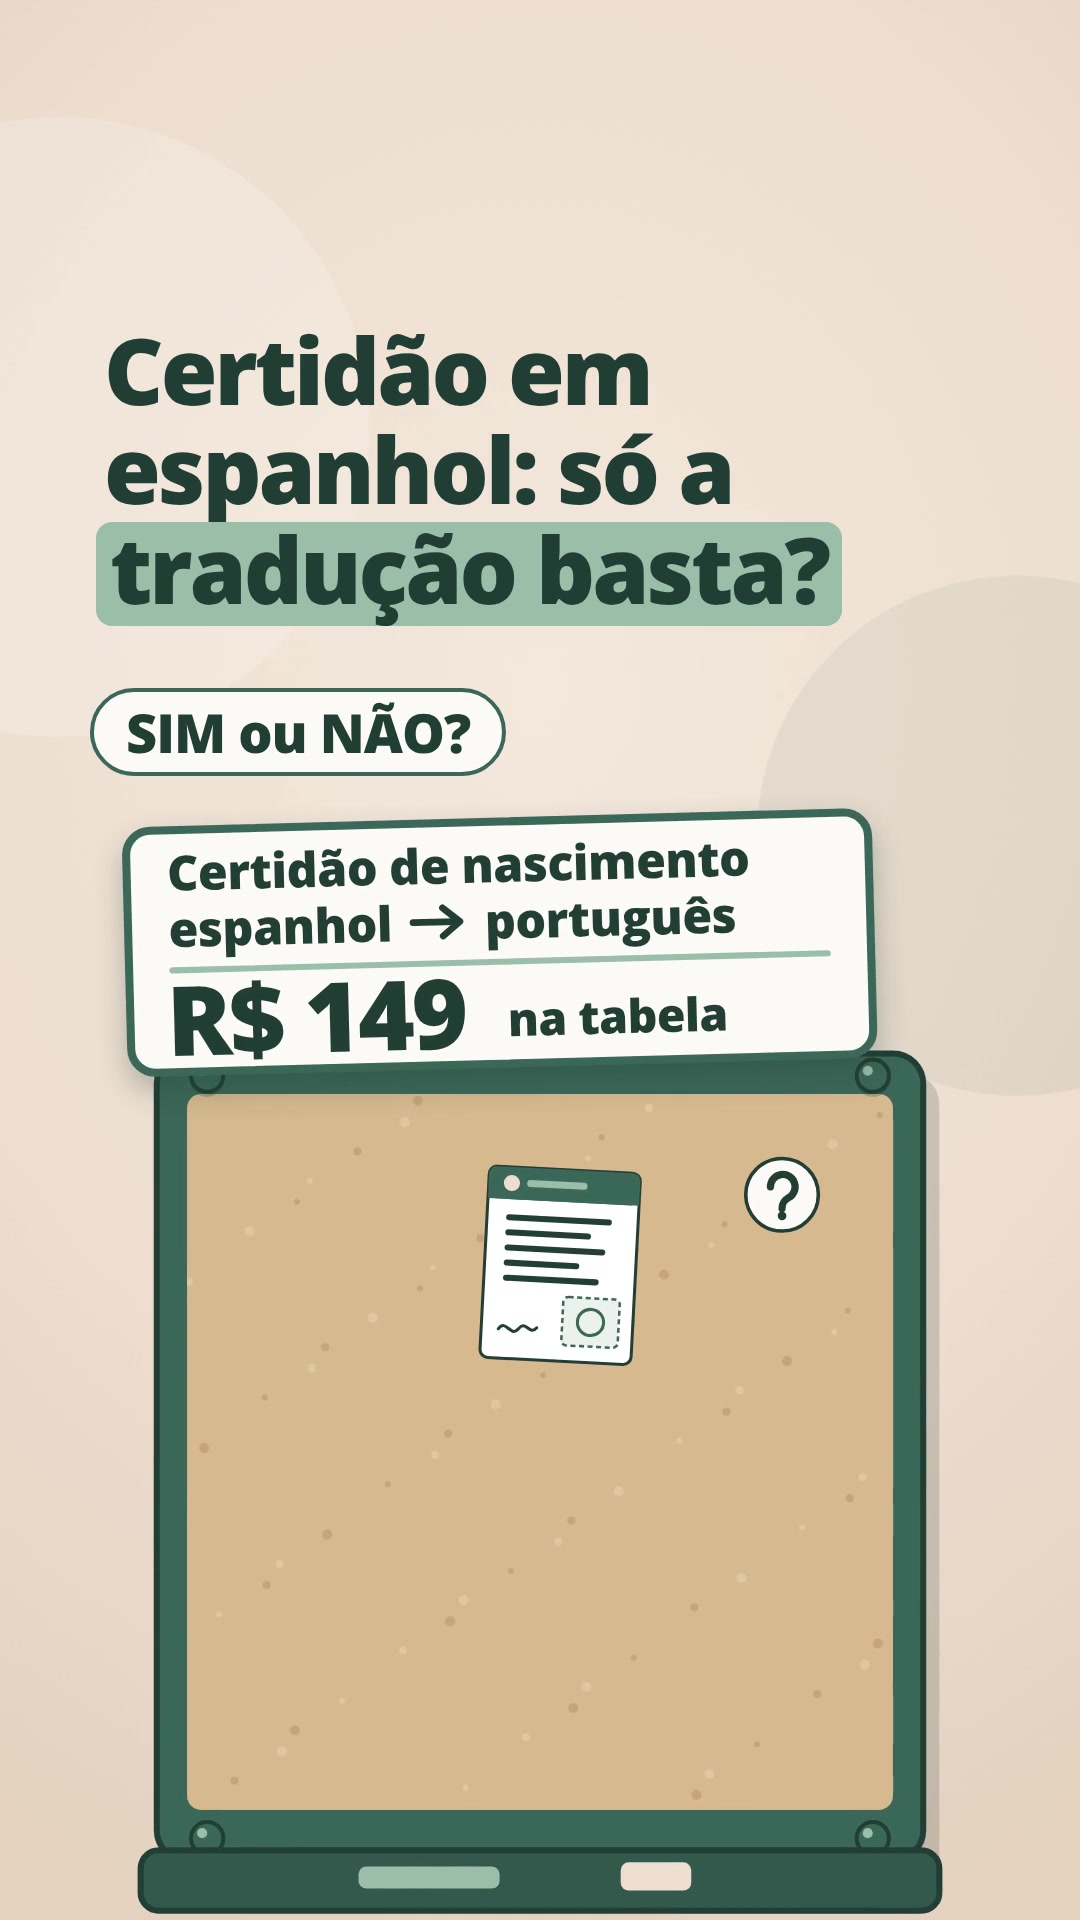 Certidão em
espanhol: só a
tradução basta?
SIM ou NÃO?
Certidão de nascimento
espanhol → português
R$ 149 na tabela
?